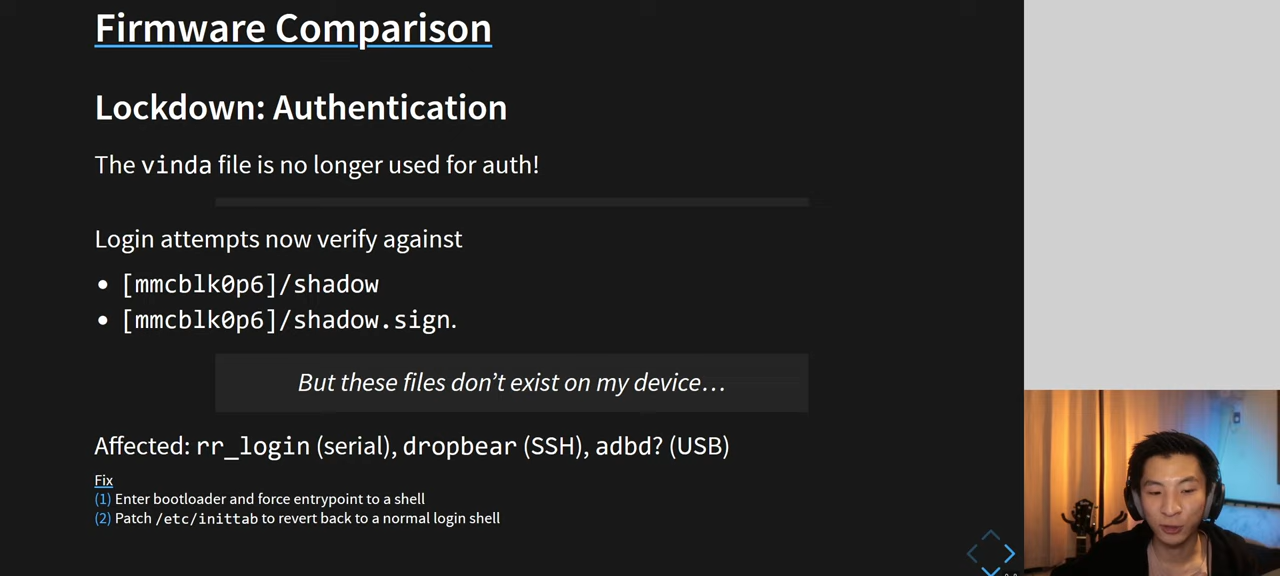 Firmware Comparison
Lockdown: Authentication
The vinda file is no longer used for auth!
Login attempts now verify against
• [mmcblk0p6]/shadow
• [mmcblk0p6]/shadow.sign.
But these files don’t exist on my device…
Affected: rr_login (serial), dropbear (SSH), adbd? (USB)
Fix
(1) Enter bootloader and force entrypoint to a shell
(2) Patch /etc/inittab to revert back to a normal login shell